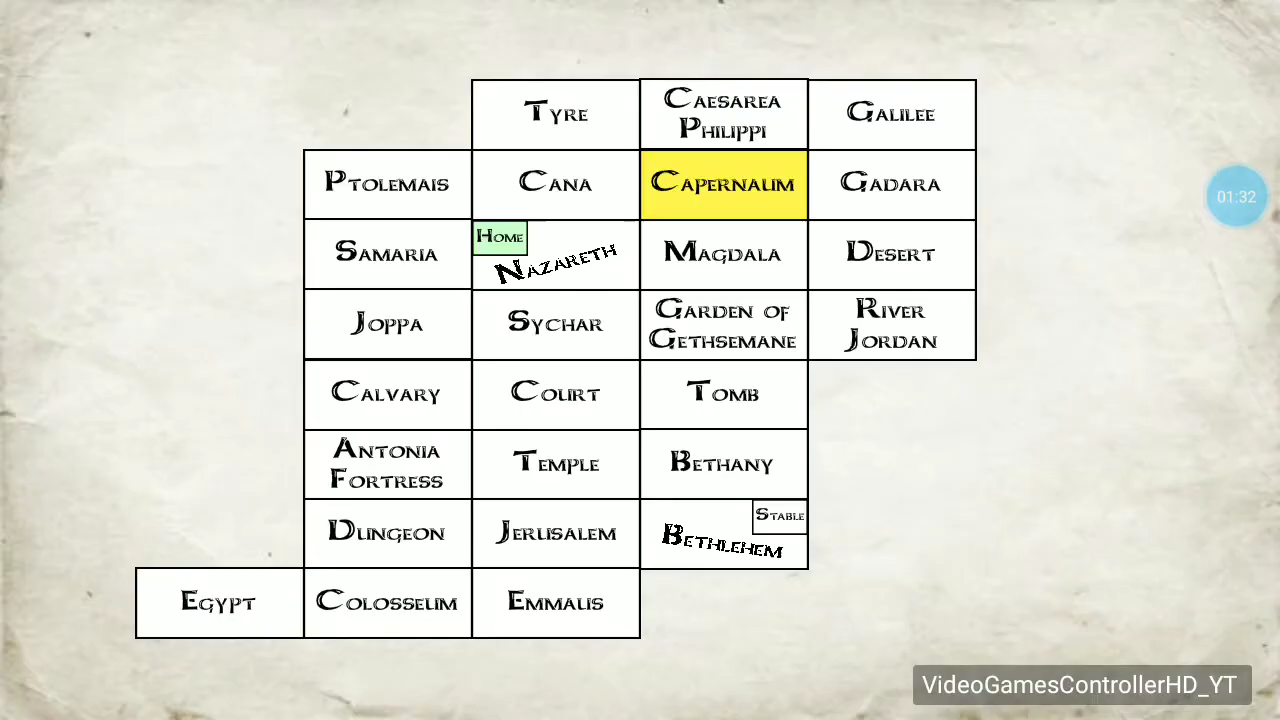 Tyre
Caesarea
Philippi
Galilee
Ptolemais
Cana
Capernaum
Gadara
01:32
Samaria
Home
Nazareth
Magdala
Desert
Joppa
Sychar
Garden of
Gethsemane
River
Jordan
Calvary
Court
Tomb
Antonia
Fortress
Temple
Bethany
Dungeon
Jerusalem
Stable
Bethlehem
Egypt
Colosseum
Emmaus
VideoGamesControllerHD_YT